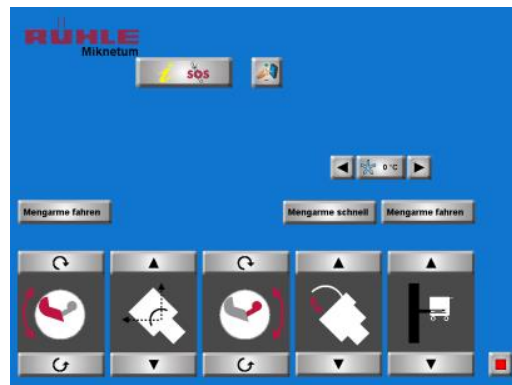 RÜHLE
Miknetum
i SOS
0 °C
Mengarme fahren
Mengarme schnell
Mengarme fahren